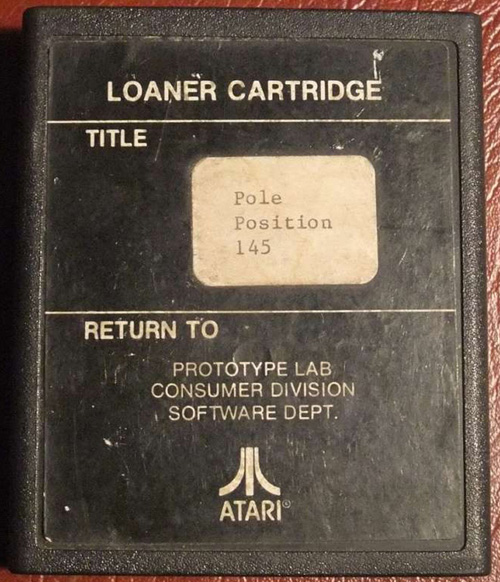 LOANER CARTRIDGE
TITLE
Pole
Position
145
RETURN TO
PROTOTYPE LAB
CONSUMER DIVISION
SOFTWARE DEPT.
ATARI®